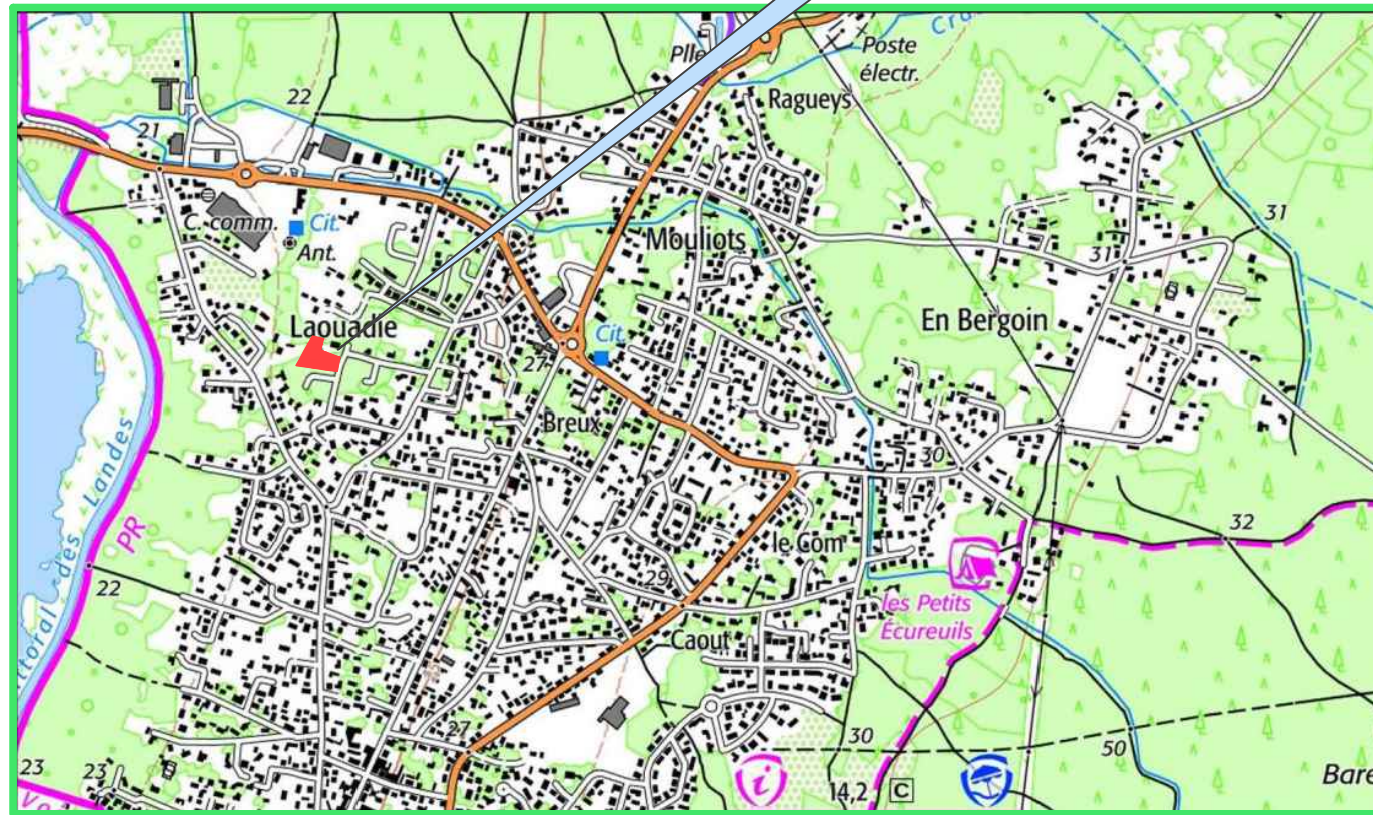 Cra
Plle
Poste
électr.
22
Ragueys
21
31
C. comm.
Cit.
Ant.
Mouliots
31
Laouadie
En Bergoin
Cit.
27
Breux
30
des Landes
PR
32
le Com
22
29
les Petits
Écureuils
Caout
27
30
50
23
23
i
14,2
C
Bare